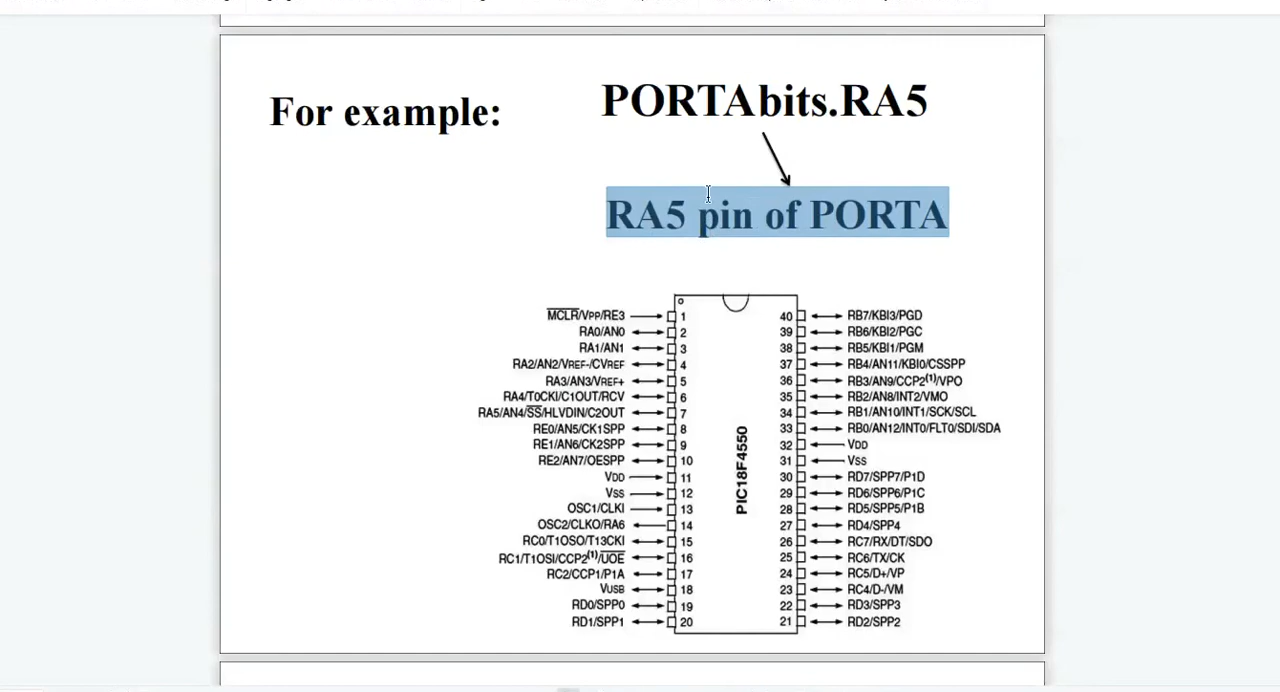 For example:
PORTAbits.RA5
RA5 pin of PORTA
MCLR/VPP/RE3 1
RA0/AN0 2
RA1/AN1 3
RA2/AN2/VREF-/CVREF 4
RA3/AN3/VREF+ 5
RA4/T0CKI/C1OUT/RCV 6
RA5/AN4/SS/HLVDIN/C2OUT 7
RE0/AN5/CK1SPP 8
RE1/AN6/CK2SPP 9
RE2/AN7/OESPP 10
VDD 11
VSS 12
OSC1/CLKI 13
OSC2/CLKO/RA6 14
RC0/T1OSO/T13CKI 15
RC1/T1OSI/CCP2(1)/UOE 16
RC2/CCP1/P1A 17
VUSB 18
RD0/SPP0 19
RD1/SPP1 20
PIC18F4550
40 RB7/KBI3/PGD
39 RB6/KBI2/PGC
38 RB5/KBI1/PGM
37 RB4/AN11/KBI0/CSSPP
36 RB3/AN9/CCP2(1)/VPO
35 RB2/AN8/INT2/VMO
34 RB1/AN10/INT1/SCK/SCL
33 RB0/AN12/INT0/FLT0/SDI/SDA
32 VDD
31 VSS
30 RD7/SPP7/P1D
29 RD6/SPP6/P1C
28 RD5/SPP5/P1B
27 RD4/SPP4
26 RC7/RX/DT/SDO
25 RC6/TX/CK
24 RC5/D+/VP
23 RC4/D-/VM
22 RD3/SPP3
21 RD2/SPP2